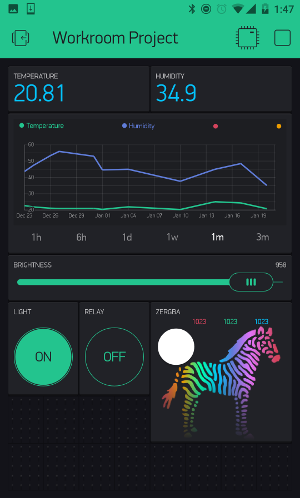 1:47
Workroom Project
TEMPERATURE
20.81
HUMIDITY
34.9
Temperature
Humidity
60
50
40
30
20
Dec 23 Dec 26 Dec 29 Jan 01 Jan 04 Jan 07 Jan 10 Jan 13 Jan 16 Jan 19
1h 6h 1d 1w 1m 3m
BRIGHTNESS 958
LIGHT
ON
RELAY
OFF
ZERGBA
1023 1023 1023